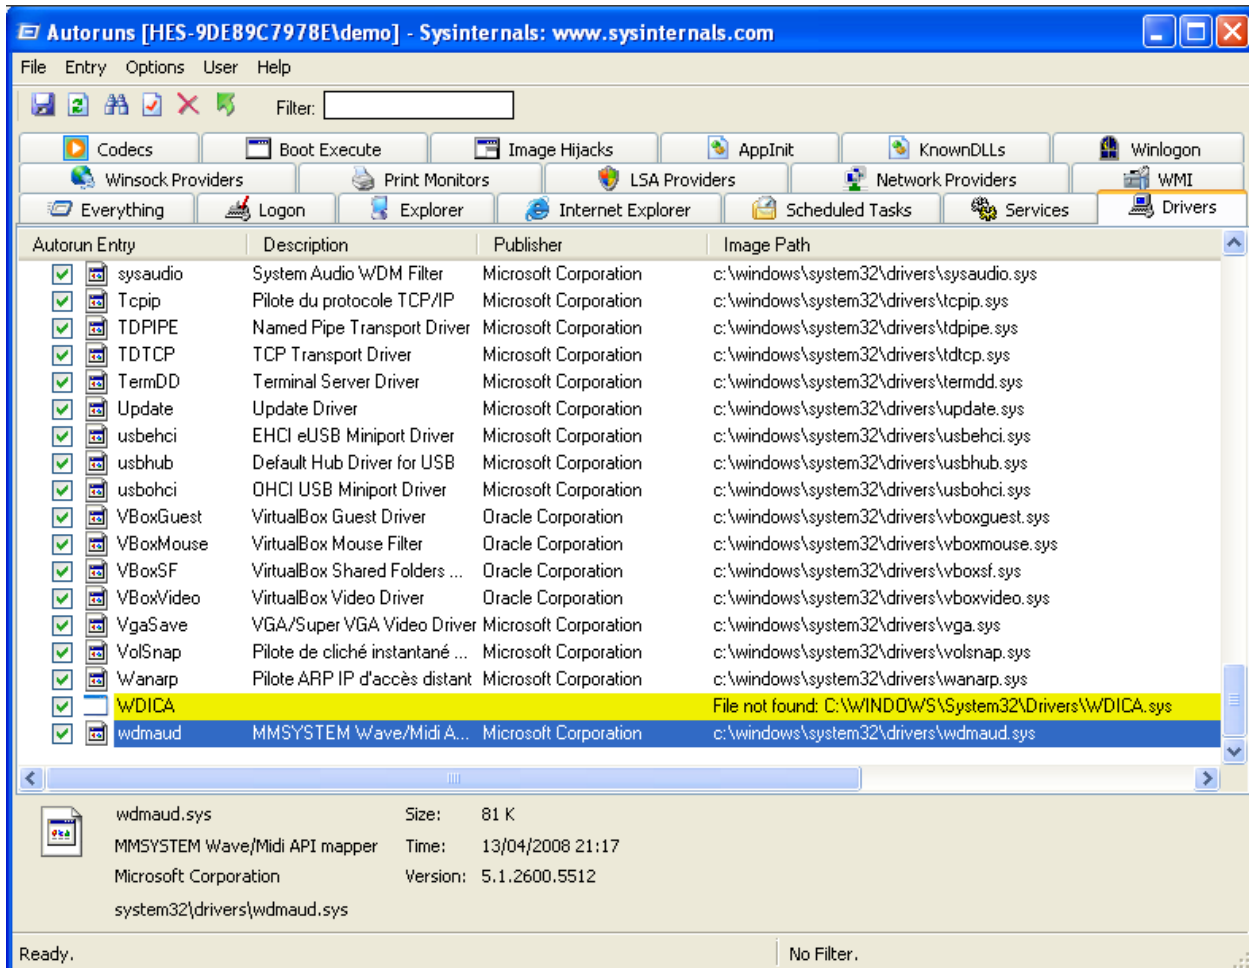 Autoruns [HES-9DE89C7978E\demo] - Sysinternals: www.sysinternals.com
File Entry Options User Help
Filter:
Codecs Boot Execute Image Hijacks AppInit KnownDLLs Winlogon
Winsock Providers Print Monitors LSA Providers Network Providers WMI
Everything Logon Explorer Internet Explorer Scheduled Tasks Services Drivers
Autorun Entry Description Publisher Image Path
sysaudio System Audio WDM Filter Microsoft Corporation c:\windows\system32\drivers\sysaudio.sys
Tcpip Pilote du protocole TCP/IP Microsoft Corporation c:\windows\system32\drivers\tcpip.sys
TDPIPE Named Pipe Transport Driver Microsoft Corporation c:\windows\system32\drivers\tdpipe.sys
TDTCP TCP Transport Driver Microsoft Corporation c:\windows\system32\drivers\tdtcp.sys
TermDD Terminal Server Driver Microsoft Corporation c:\windows\system32\drivers\termdd.sys
Update Update Driver Microsoft Corporation c:\windows\system32\drivers\update.sys
usbehci EHCI eUSB Miniport Driver Microsoft Corporation c:\windows\system32\drivers\usbehci.sys
usbhub Default Hub Driver for USB Microsoft Corporation c:\windows\system32\drivers\usbhub.sys
usbohci OHCI USB Miniport Driver Microsoft Corporation c:\windows\system32\drivers\usbohci.sys
VBoxGuest VirtualBox Guest Driver Oracle Corporation c:\windows\system32\drivers\vboxguest.sys
VBoxMouse VirtualBox Mouse Filter Oracle Corporation c:\windows\system32\drivers\vboxmouse.sys
VBoxSF VirtualBox Shared Folders ... Oracle Corporation c:\windows\system32\drivers\vboxsf.sys
VBoxVideo VirtualBox Video Driver Oracle Corporation c:\windows\system32\drivers\vboxvideo.sys
VgaSave VGA/Super VGA Video Driver Microsoft Corporation c:\windows\system32\drivers\vga.sys
VolSnap Pilote de cliché instantané ... Microsoft Corporation c:\windows\system32\drivers\volsnap.sys
Wanarp Pilote ARP IP d'accès distant Microsoft Corporation c:\windows\system32\drivers\wanarp.sys
WDICA File not found: C:\WINDOWS\System32\Drivers\WDICA.sys
wdmaud MMSYSTEM Wave/Midi A... Microsoft Corporation c:\windows\system32\drivers\wdmaud.sys
wdmaud.sys Size: 81 K
MMSYSTEM Wave/Midi API mapper Time: 13/04/2008 21:17
Microsoft Corporation Version: 5.1.2600.5512
system32\drivers\wdmaud.sys
Ready. No Filter.